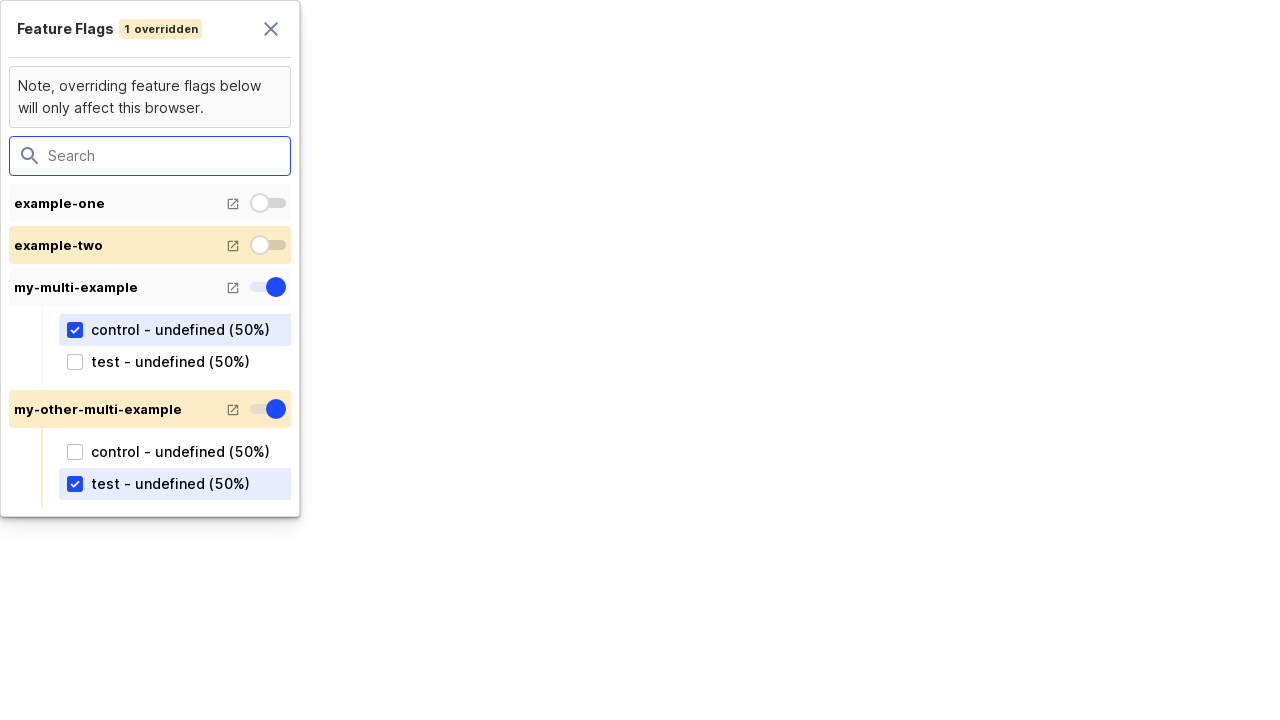 Feature Flags 1 overridden
Note, overriding feature flags below
will only affect this browser.
Search
example-one
example-two
my-multi-example
control - undefined (50%)
test - undefined (50%)
my-other-multi-example
control - undefined (50%)
test - undefined (50%)